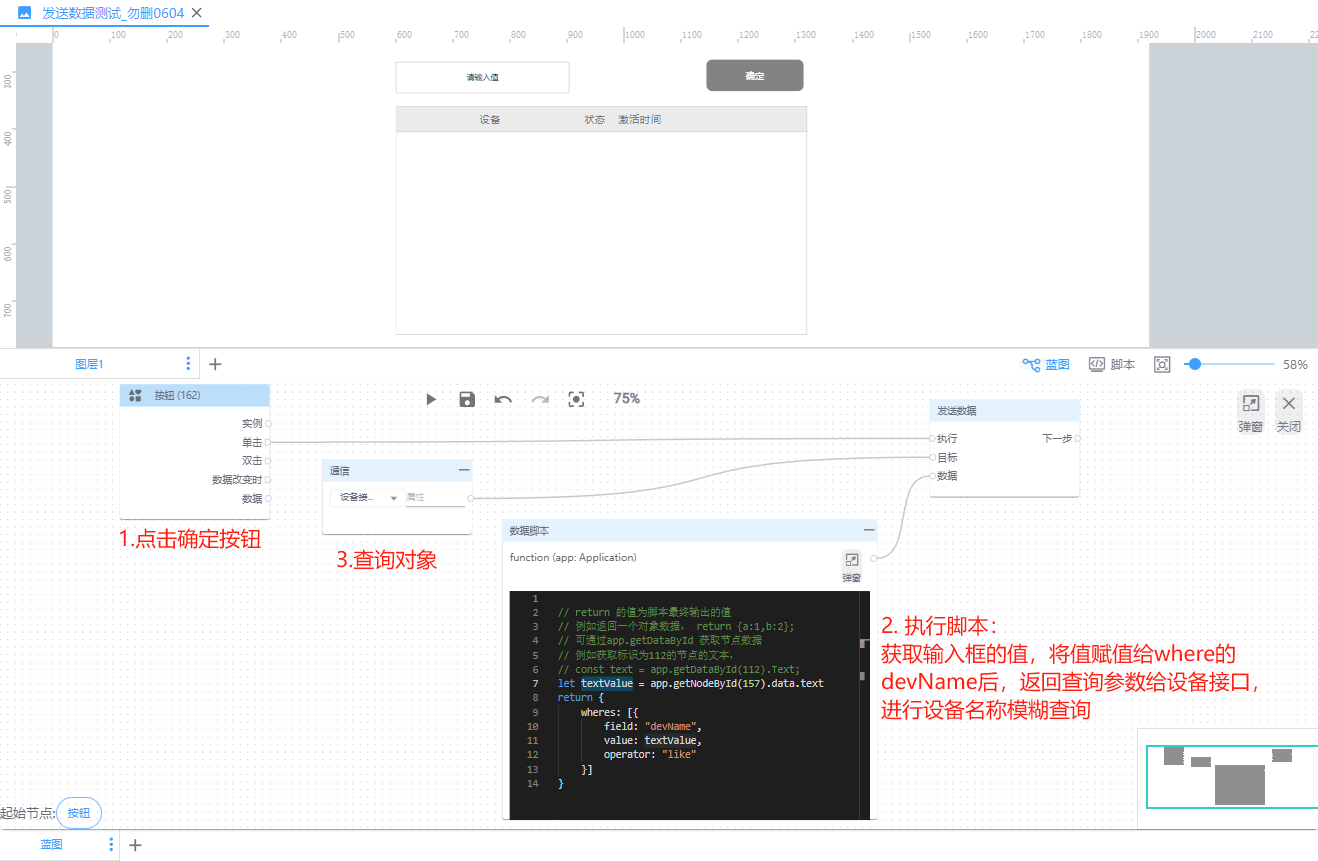 发送数据测试_勿删0604
0 100 200 300 400 500 600 700 800 900 1000 1100 1200 1300 1400 1500 1600 1700 1800 1900 2000 2100
300
400
500
600
700
请输入值
确定
设备 状态 激活时间
图层1
蓝图 脚本 58%
按钮 (162)
实例
单击
双击
数据改变时
数据
75%
弹窗 关闭
发送数据
执行 下一步
目标
数据
通信
设备接... 属性
1.点击确定按钮
3.查询对象
数据脚本
function (app: Application)
弹窗
1
2 // return 的值为脚本最终输出的值
3 // 例如返回一个对象数据， return {a:1,b:2};
4 // 可通过app.getDataById 获取节点数据
5 // 例如获取标识为112的节点的文本，
6 // const text = app.getDataById(112).Text;
7 let textValue = app.getNodeById(157).data.text
8 return {
9 wheres: [{
10 field: "devName",
11 value: textValue,
12 operator: "like"
13 }]
14 }
2. 执行脚本：
获取输入框的值，将值赋值给where的
devName后，返回查询参数给设备接口，
进行设备名称模糊查询
起始节点: 按钮
蓝图